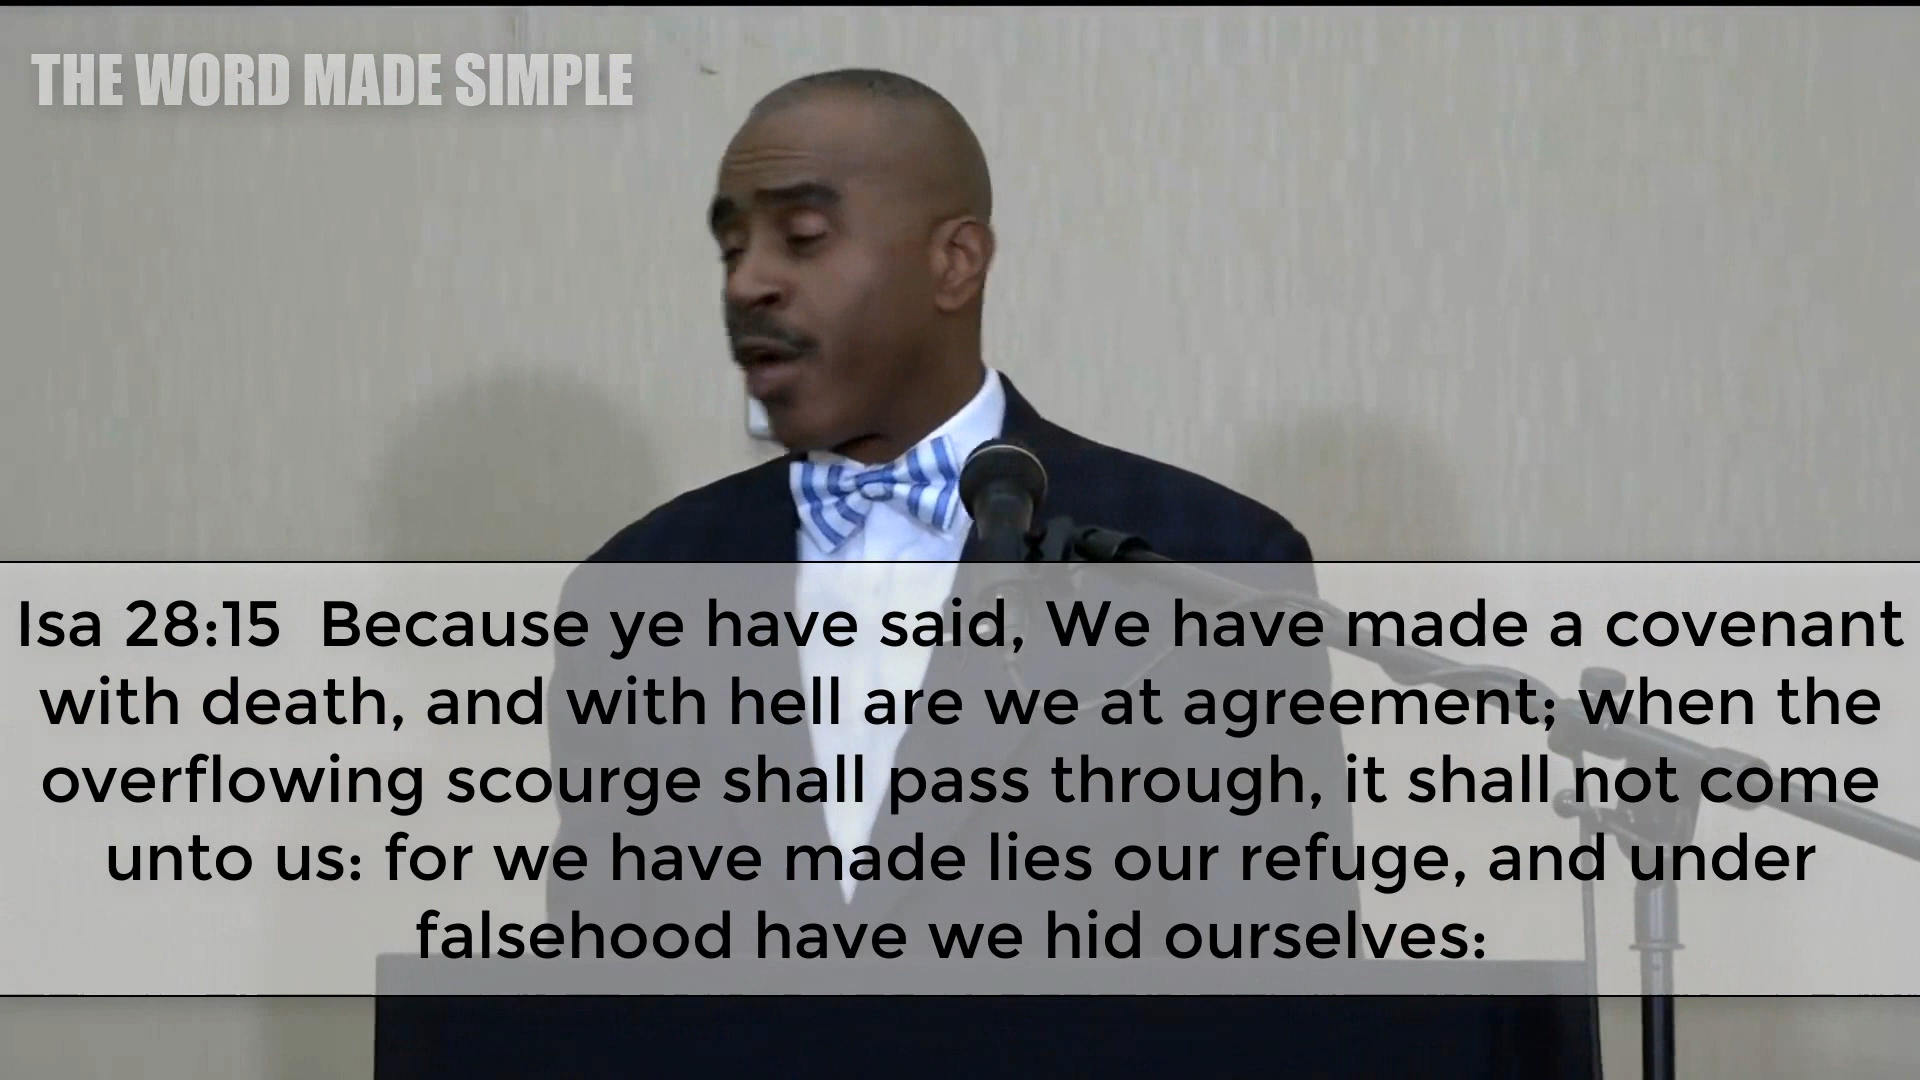 THE WORD MADE SIMPLE
Isa 28:15  Because ye have said, We have made a covenant
with death, and with hell are we at agreement; when the
overflowing scourge shall pass through, it shall not come
unto us: for we have made lies our refuge, and under
falsehood have we hid ourselves: